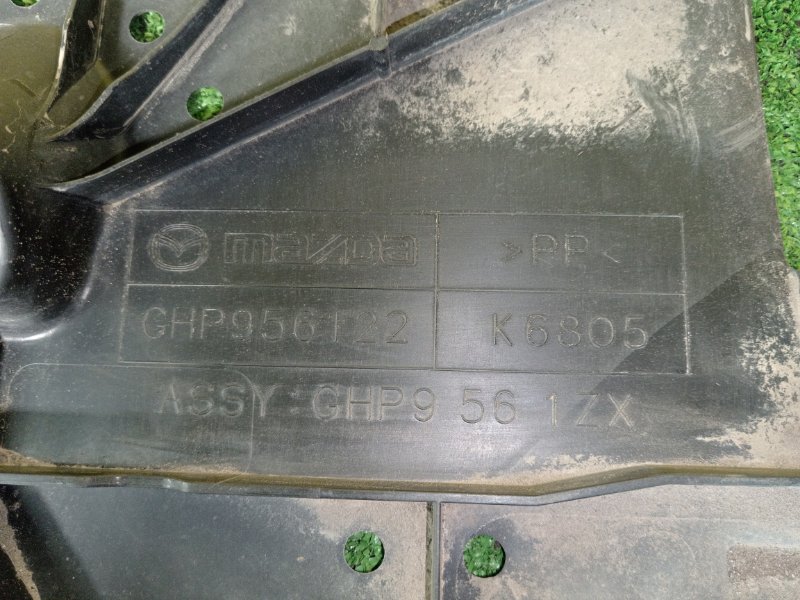 mazda >PP<
GHP956122 K6805
ASSY:GHP9 56 1ZX